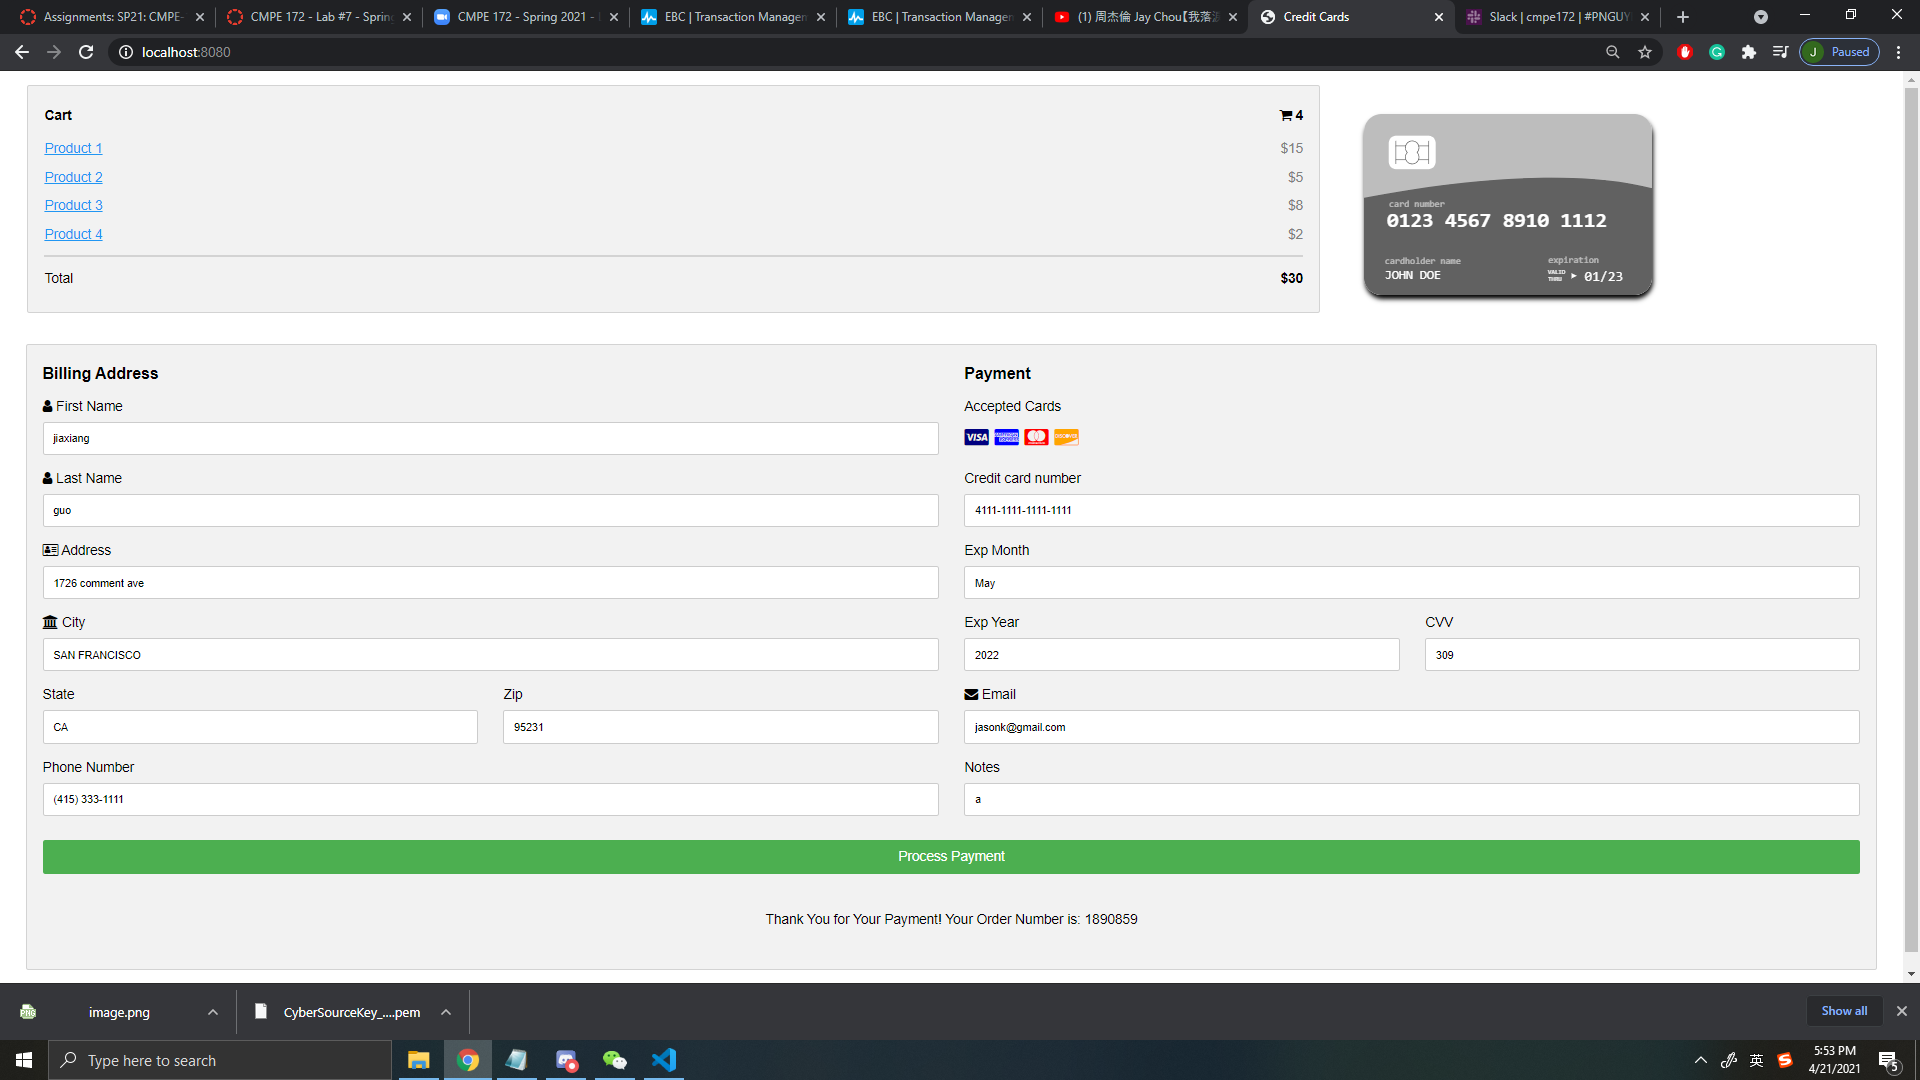 Assignments: SP21: CMPE-
CMPE 172 - Lab #7 - Spring
CMPE 172 - Spring 2021 -
EBC | Transaction Managem
EBC | Transaction Managem
(1) 周杰倫 Jay Chou【我落淚
Credit Cards
Slack | cmpe172 | #PNGUY
localhost:8080
J Paused
Cart 4
Product 1 $15
Product 2 $5
Product 3 $8
Product 4 $2
Total $30
card number
0123 4567 8910 1112
cardholder name expiration
JOHN DOE VALID THRU 01/23
Billing Address
First Name
jiaxiang
Last Name
guo
Address
1726 comment ave
City
SAN FRANCISCO
State Zip
CA 95231
Phone Number
(415) 333-1111
Payment
Accepted Cards
VISA AMERICAN EXPRESS DISCOVER
Credit card number
4111-1111-1111-1111
Exp Month
May
Exp Year CVV
2022 309
Email
jasonk@gmail.com
Notes
a
Process Payment
Thank You for Your Payment! Your Order Number is: 1890859
image.png
CyberSourceKey_....pem
Show all
Type here to search
英
5:53 PM
4/21/2021
5